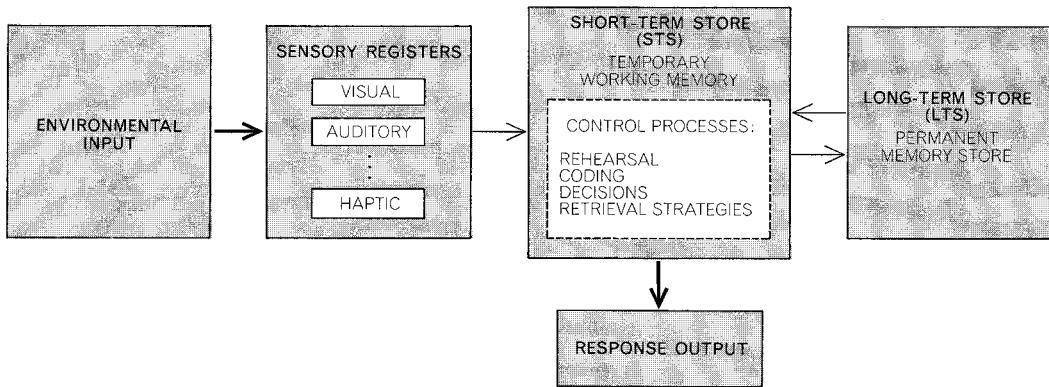 ENVIRONMENTAL
INPUT
SENSORY REGISTERS
VISUAL
AUDITORY
HAPTIC
SHORT-TERM STORE
(STS)
TEMPORARY
WORKING MEMORY
CONTROL PROCESSES:
REHEARSAL
CODING
DECISIONS
RETRIEVAL STRATEGIES
LONG-TERM STORE
(LTS)
PERMANENT
MEMORY STORE
RESPONSE OUTPUT